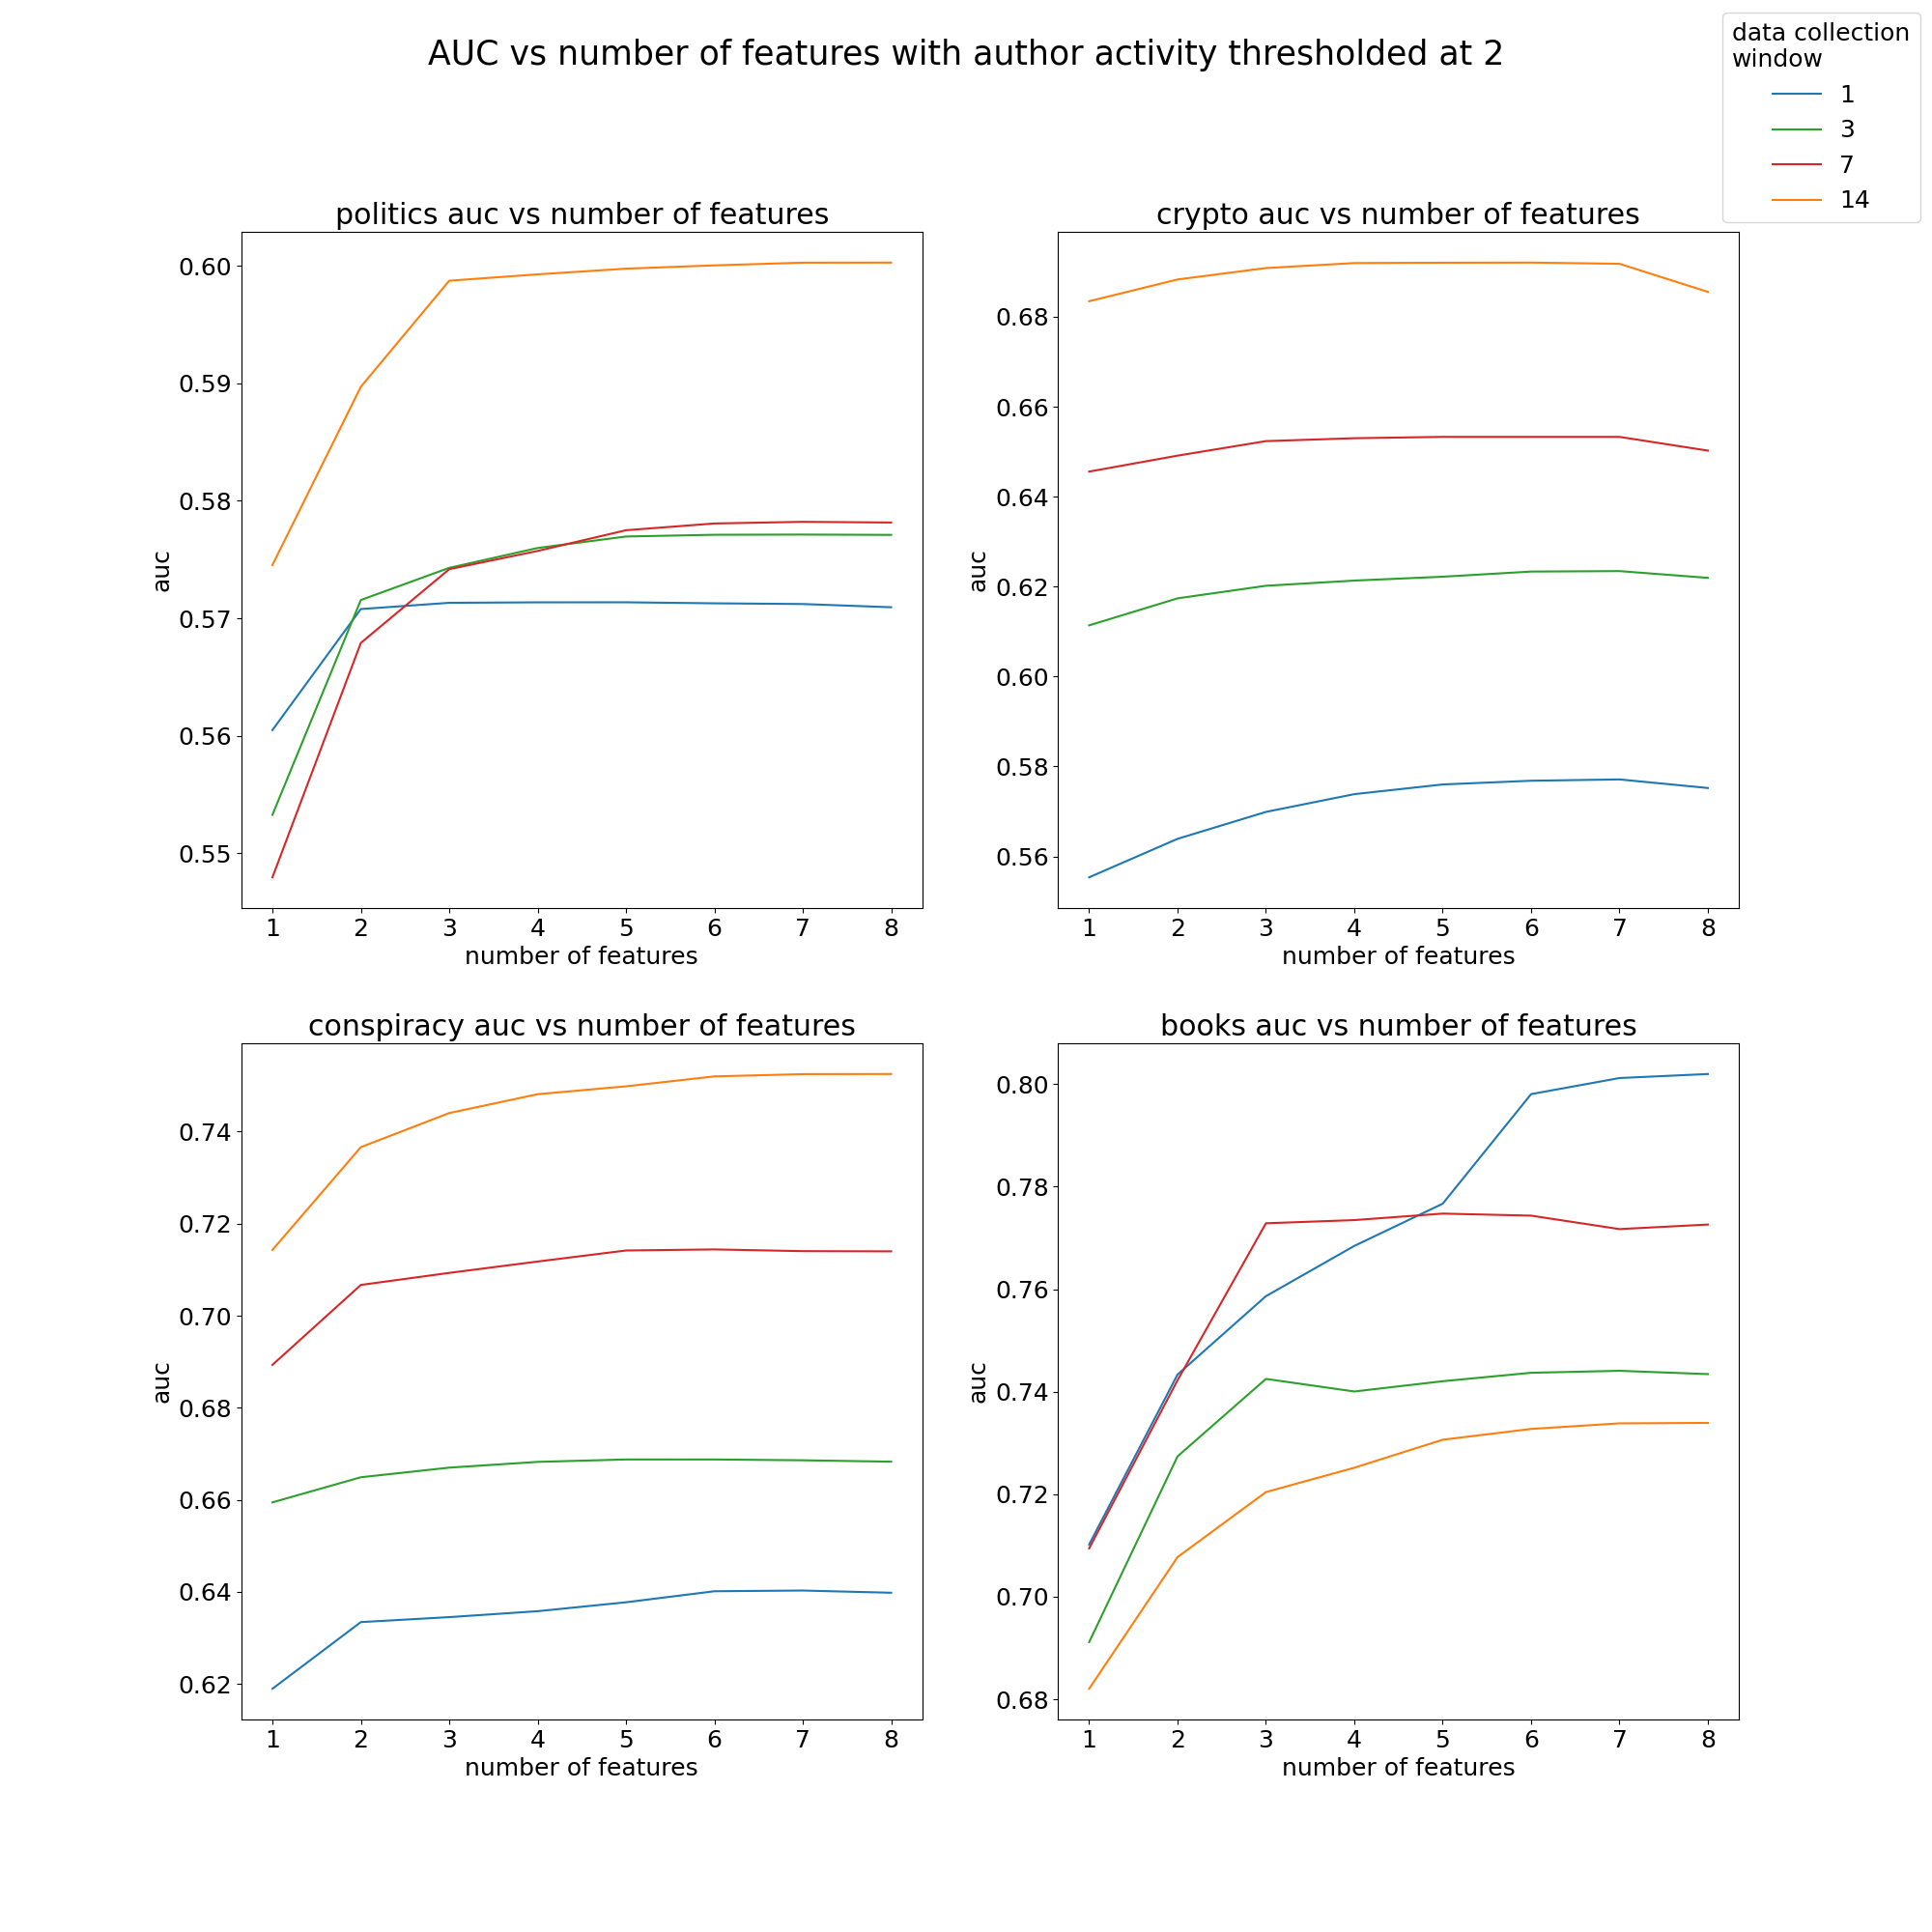 AUC vs number of features with author activity thresholded at 2
data collection
window
1
3
7
14
politics auc vs number of features
0.60
0.59
0.58
0.57
0.56
0.55
auc
1 2 3 4 5 6 7 8
number of features
crypto auc vs number of features
0.68
0.66
0.64
0.62
0.60
0.58
0.56
auc
1 2 3 4 5 6 7 8
number of features
conspiracy auc vs number of features
0.74
0.72
0.70
0.68
0.66
0.64
0.62
auc
1 2 3 4 5 6 7 8
number of features
books auc vs number of features
0.80
0.78
0.76
0.74
0.72
0.70
0.68
auc
1 2 3 4 5 6 7 8
number of features